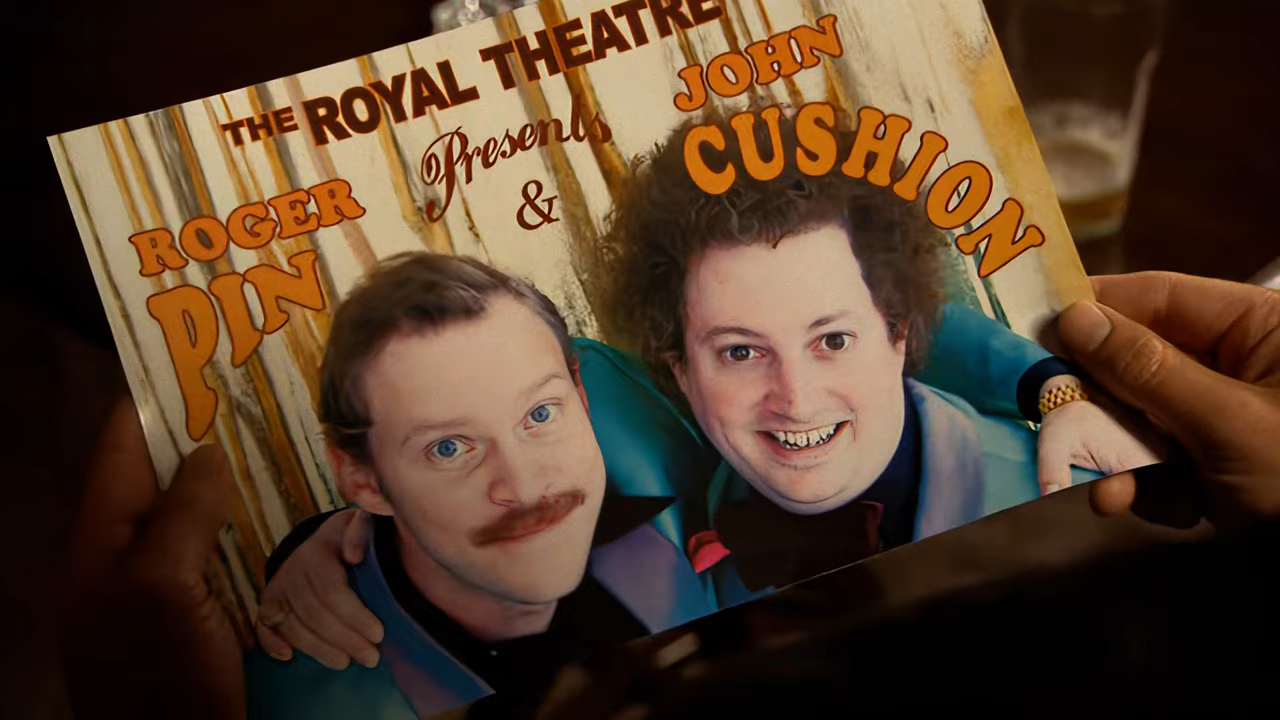 THE ROYAL THEATRE
Presents
ROGER
PIN
&
JOHN
CUSHION